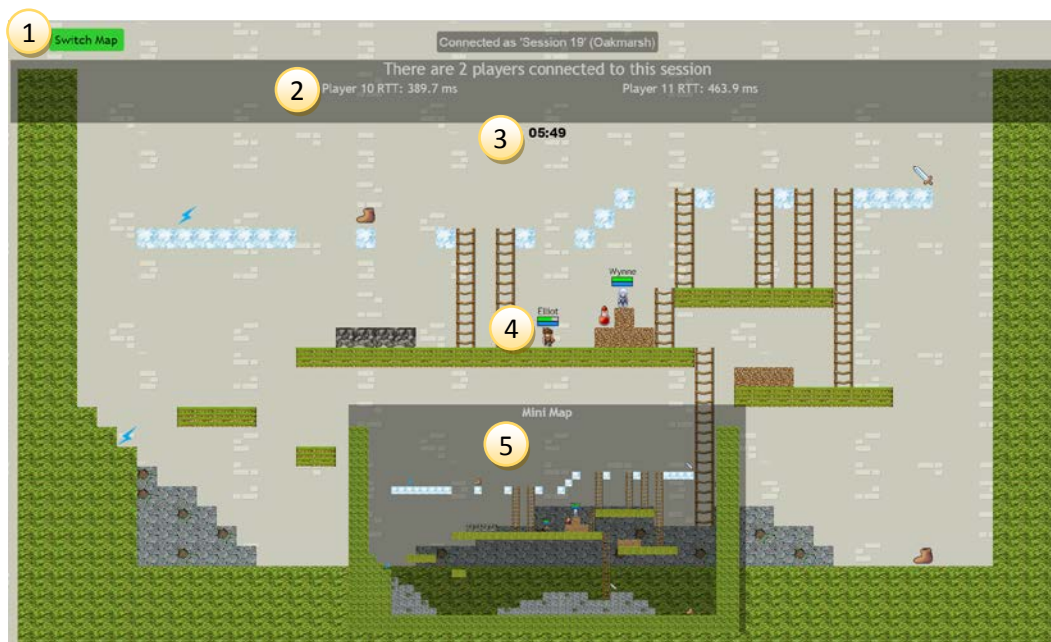 1
Switch Map
Connected as 'Session 19' (Oakmarsh)
There are 2 players connected to this session
2
Player 10 RTT: 389.7 ms
Player 11 RTT: 463.9 ms
3
05:49
Wynne
4
Elliot
Mini Map
5